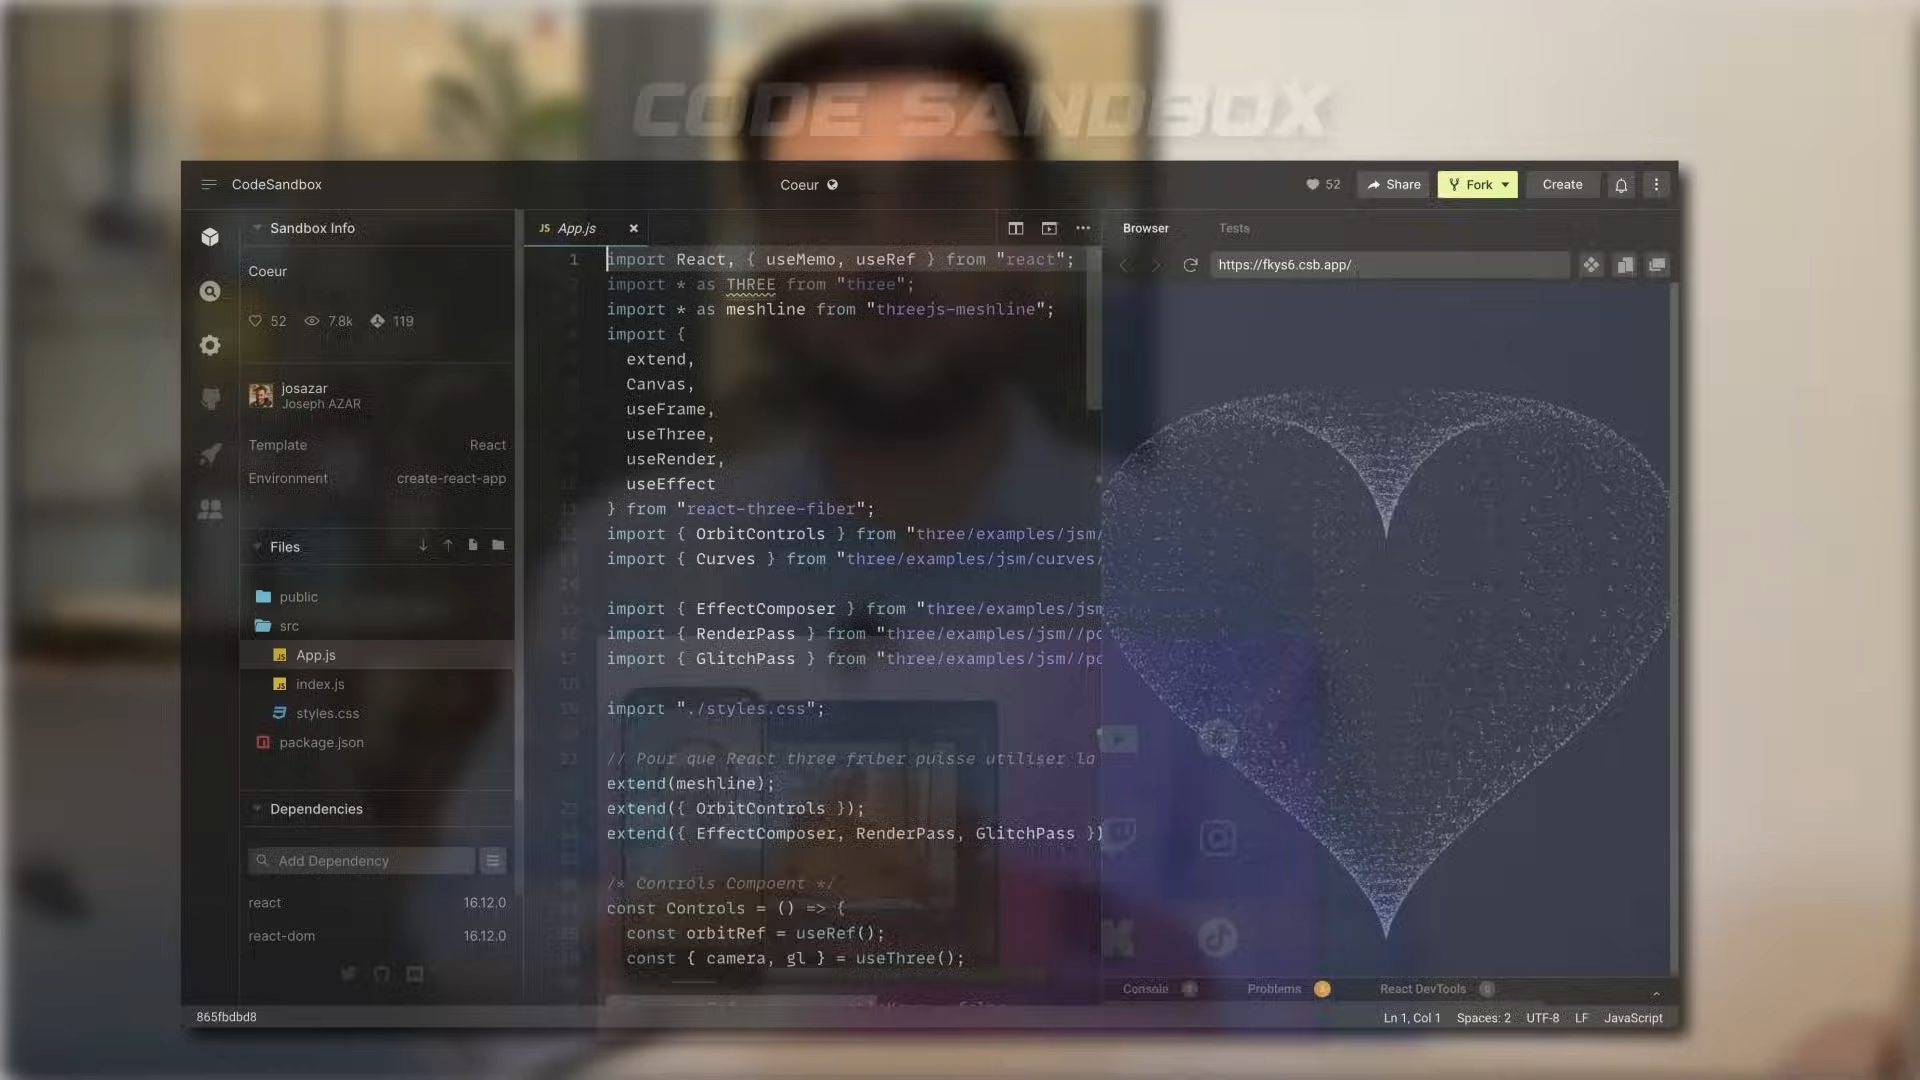 CODE SANDBOX
CodeSandbox
Coeur
52
Share
Fork
Create
Sandbox Info
Coeur
52 7.8k 119
josazar
Joseph AZAR
Template React
Environment create-react-app
Files
public
src
App.js
index.js
styles.css
package.json
Dependencies
Add Dependency
react 16.12.0
react-dom 16.12.0
865fbdbd8
JS App.js
1 import React, { useMemo, useRef } from "react";
import * as THREE from "three";
import * as meshline from "threejs-meshline";
import {
extend,
Canvas,
useFrame,
useThree,
useRender,
useEffect
} from "react-three-fiber";
import { OrbitControls } from "three/examples/jsm/
import { Curves } from "three/examples/jsm/curves/
import { EffectComposer } from "three/examples/jsm
import { RenderPass } from "three/examples/jsm//po
import { GlitchPass } from "three/examples/jsm//po
import "./styles.css";
// Pour que React three friber puisse utiliser la
extend(meshline);
extend({ OrbitControls });
extend({ EffectComposer, RenderPass, GlitchPass })
/* Controls Compoent */
const Controls = () => {
const orbitRef = useRef();
const { camera, gl } = useThree();
Browser Tests
https://fkys6.csb.app/
Console Problems React DevTools
Ln 1, Col 1 Spaces: 2 UTF-8 LF JavaScript